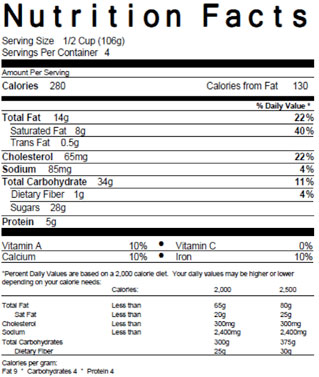 Nutrition Facts
Serving Size 1/2 Cup (106g)
Servings Per Container 4
Amount Per Serving
Calories 280 Calories from Fat 130
% Daily Value *
Total Fat 14g 22%
Saturated Fat 8g 40%
Trans Fat 0.5g
Cholesterol 65mg 22%
Sodium 85mg 4%
Total Carbohydrate 34g 11%
Dietary Fiber 1g 4%
Sugars 28g
Protein 5g
Vitamin A 10% • Vitamin C 0%
Calcium 10% • Iron 10%
*Percent Daily Values are based on a 2,000 calorie diet. Your daily values may be higher or lower
depending on your calorie needs:
Calories: 2,000 2,500
Total Fat Less than 65g 80g
Sat Fat Less than 20g 25g
Cholesterol Less than 300mg 300mg
Sodium Less than 2,400mg 2,400mg
Total Carbohydrates 300g 375g
Dietary Fiber 25g 30g
Calories per gram:
Fat 9 * Carbohydrates 4 * Protein 4